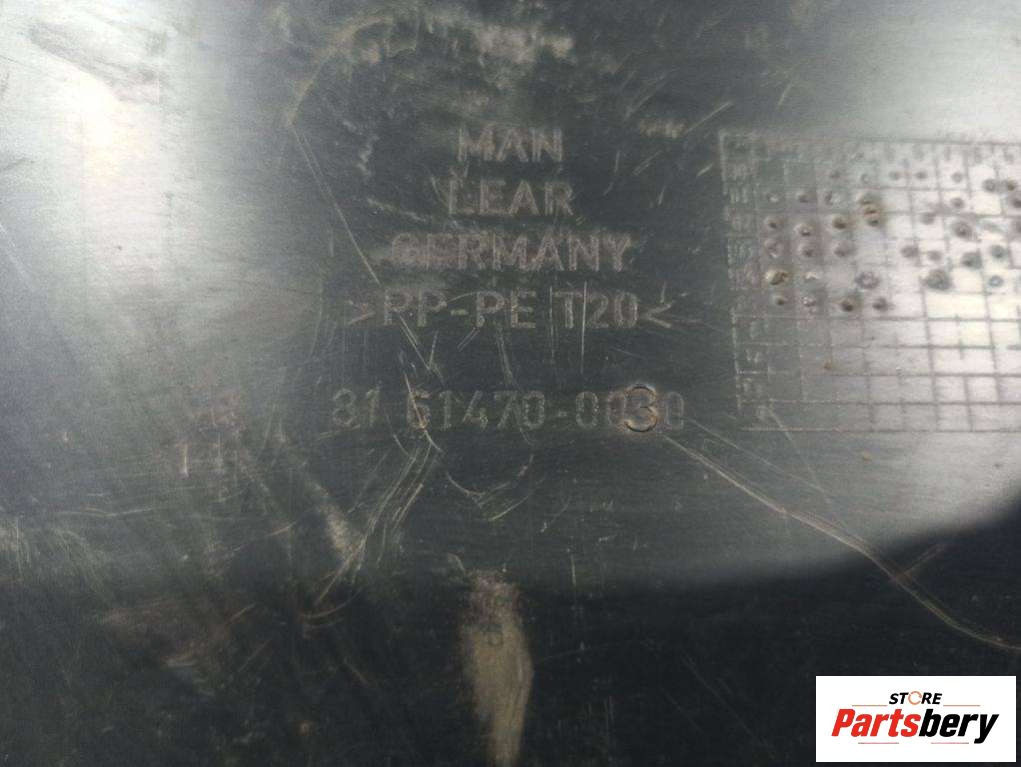 MAN
LEAR
GERMANY
>PP-PE T20<
81 61470-0030
STORE
Partsbery